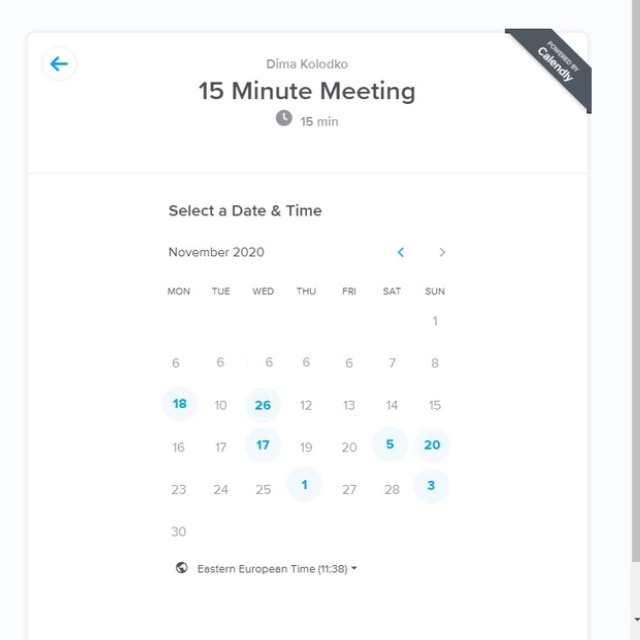 POWERED BY
Calendly
Dima Kolodko
15 Minute Meeting
15 min
Select a Date & Time
November 2020
MON TUE WED THU FRI SAT SUN
1
6 6 6 6 6 7 8
18 10 26 12 13 14 15
16 17 17 19 20 5 20
23 24 25 1 27 28 3
30
Eastern European Time (11:38)